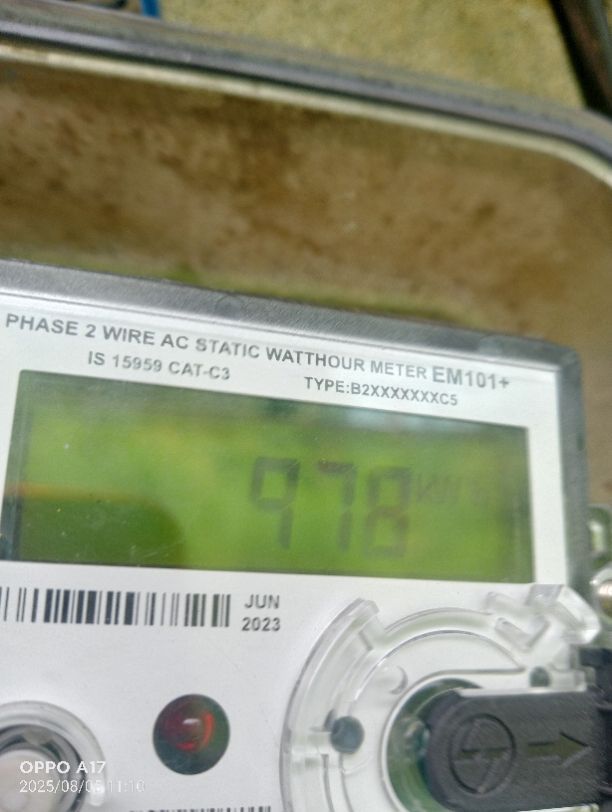 PHASE 2 WIRE AC STATIC WATTHOUR METER EM101+
IS 15959 CAT-C3
TYPE:B2XXXXXXXC5
978 kWh
JUN
2023
OPPO A17
2025/08/05 11:10